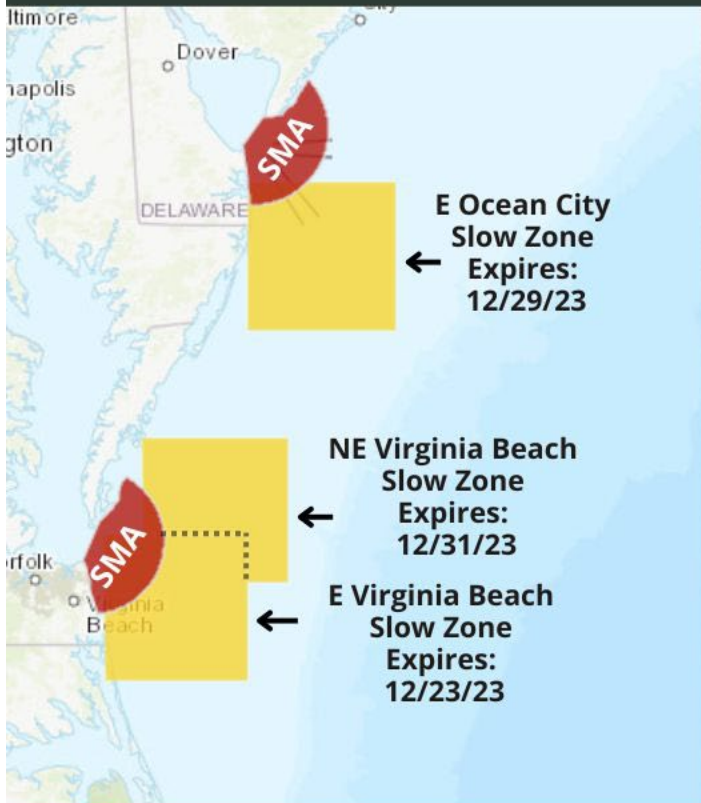 ltimore
Dover
napolis
gton
SMA
DELAWARE
E Ocean City
Slow Zone
Expires:
12/29/23
NE Virginia Beach
Slow Zone
Expires:
12/31/23
SMA
rfolk
Virginia
Beach
E Virginia Beach
Slow Zone
Expires:
12/23/23